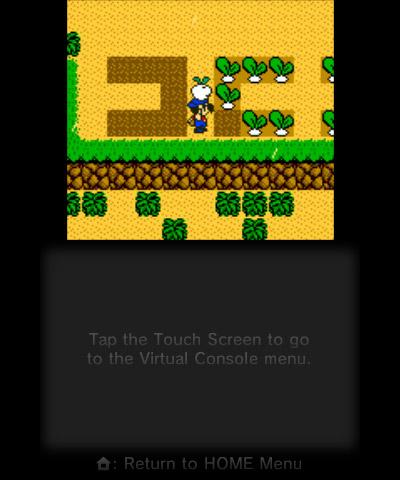 Tap the Touch Screen to go
to the Virtual Console menu.
: Return to HOME Menu